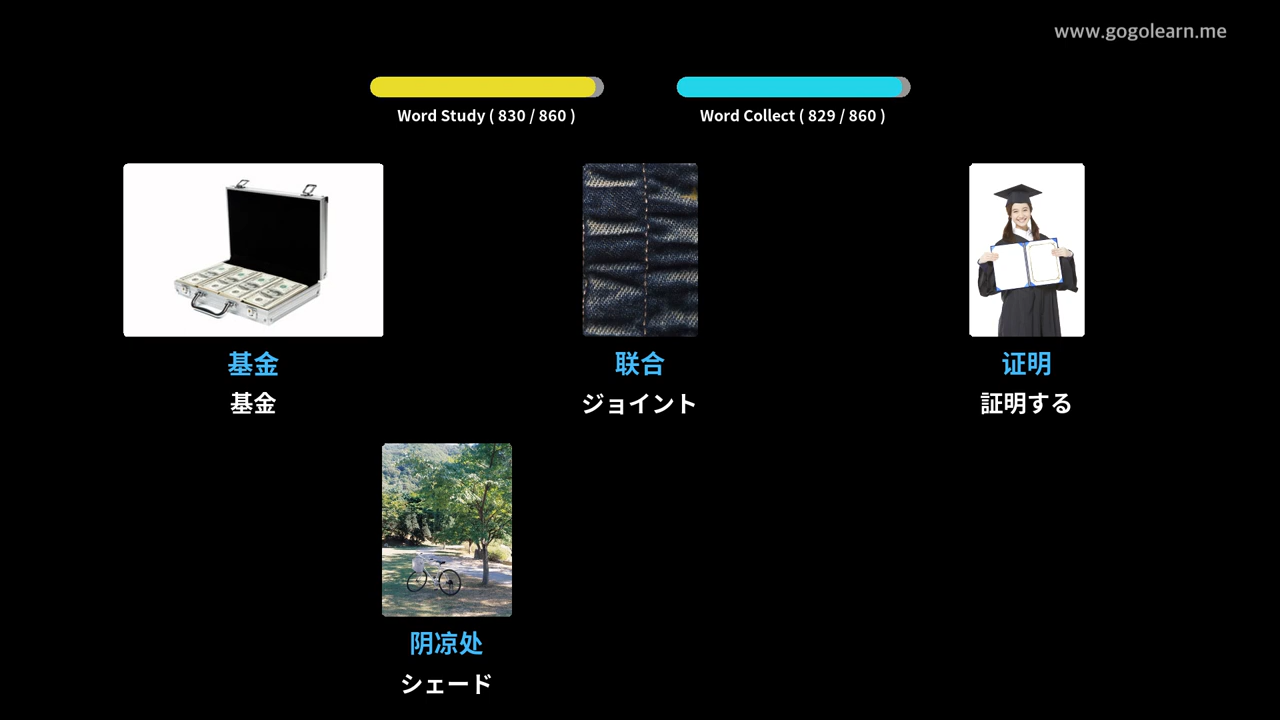 www.gogolearn.me
Word Study ( 830 / 860 )
Word Collect ( 829 / 860 )
基金
基金
联合
ジョイント
证明
証明する
阴凉处
シェード